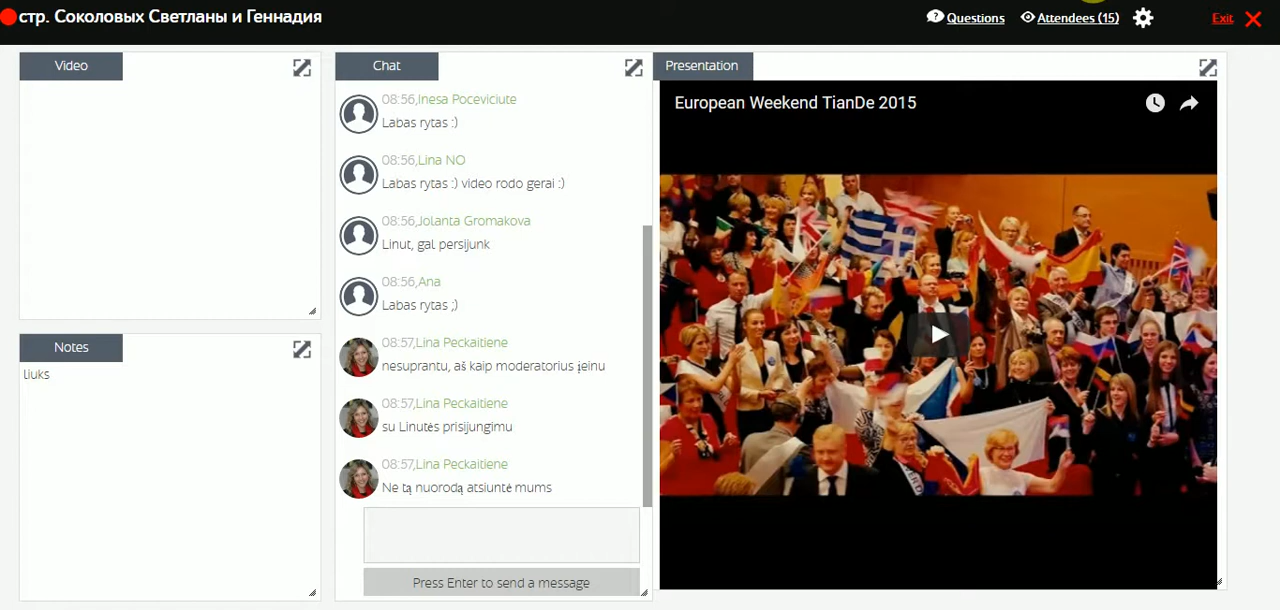 стр. Соколовых Светланы и Геннадия
Questions
Attendees (15)
Exit
Video
Notes
liuks
Chat
08:56,Inesa Poceviciute
Labas rytas :)
08:56,Lina NO
Labas rytas :) video rodo gerai :)
08:56,Jolanta Gromakova
Linut, gal persijunk
08:56,Ana
Labas rytas ;)
08:57,Lina Peckaitiene
nesuprantu, aš kaip moderatorius įeinu
08:57,Lina Peckaitiene
su Linutės prisijungimu
08:57,Lina Peckaitiene
Ne tą nuorodą atsiuntė mums
Press Enter to send a message
Presentation
European Weekend TianDe 2015